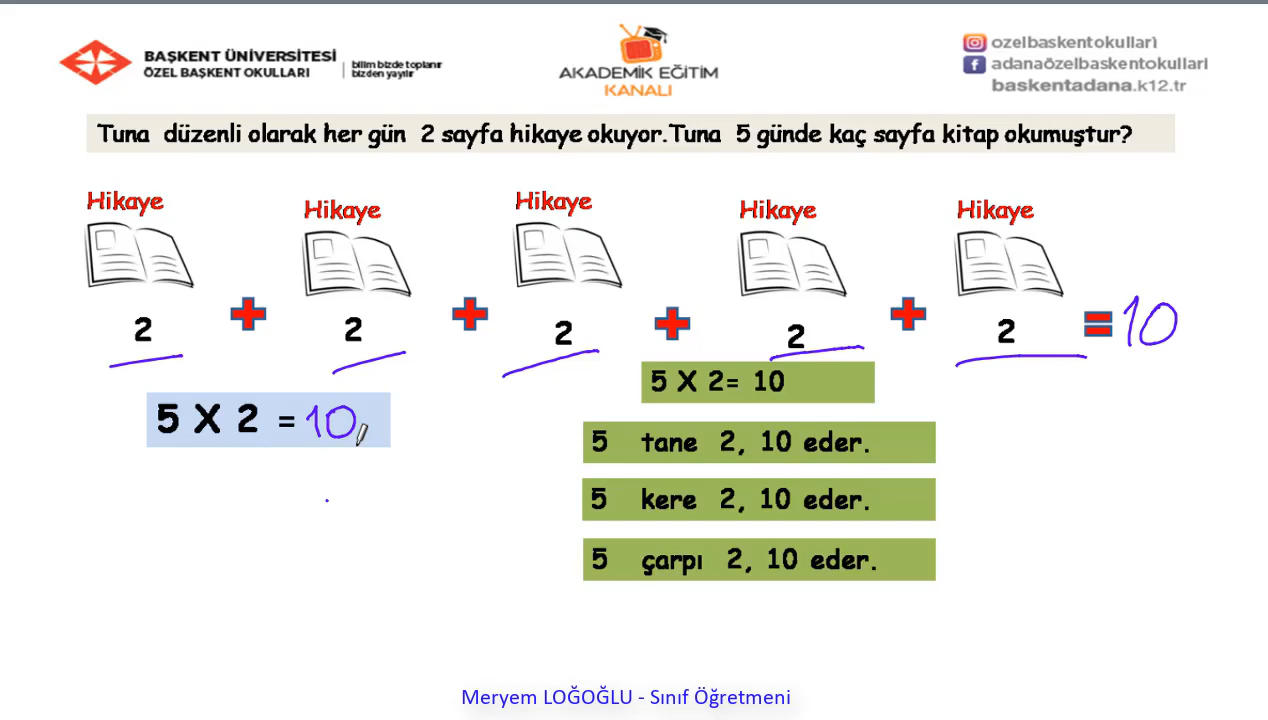 BAŞKENT ÜNİVERSİTESİ
ÖZEL BAŞKENT OKULLARI
bilim bizde toplanır
bizden yayılır
AKADEMİK EĞİTİM
KANALI
ozelbaskentokulları
adanaözelbaskentokullari
baskentadana.k12.tr
Tuna düzenli olarak her gün 2 sayfa hikaye okuyor.Tuna 5 günde kaç sayfa kitap okumuştur?
Hikaye Hikaye Hikaye Hikaye Hikaye
2 + 2 + 2 + 2 + 2 = 10
5 X 2 = 10
5 X 2= 10
5 tane 2, 10 eder.
5 kere 2, 10 eder.
5 çarpı 2, 10 eder.
Meryem LOĞOĞLU - Sınıf Öğretmeni